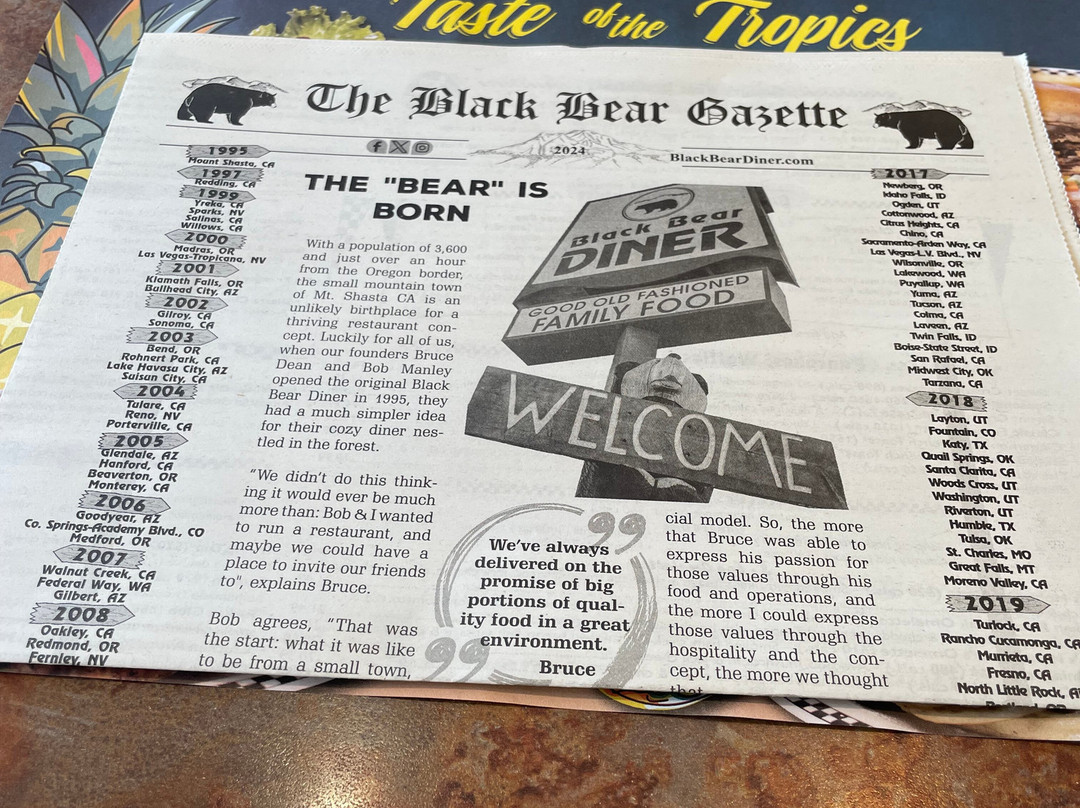 Taste of the Tropics
The Black Bear Gazette
2024
BlackBearDiner.com
1995
Mount Shasta, CA
1997
Redding, CA
1999
Yreka, CA
Sparks, NV
Salinas, CA
Willows, CA
2000
Madras, OR
Las Vegas-Tropicana, NV
2001
Klamath Falls, OR
Bullhead City, AZ
2002
Gilroy, CA
Sonoma, CA
2003
Bend, OR
Rohnert Park, CA
Lake Havasu City, AZ
Suisun City, CA
2004
Tulare, CA
Reno, NV
Porterville, CA
2005
Glendale, AZ
Hanford, CA
Beaverton, OR
Monterey, CA
2006
Goodyear, AZ
Co. Springs-Academy Blvd., CO
Medford, OR
2007
Walnut Creek, CA
Federal Way, WA
Gilbert, AZ
2008
Oakley, CA
Redmond, OR
Fernley, NV
THE "BEAR" IS
BORN
With a population of 3,600
and just over an hour
from the Oregon border,
the small mountain town
of Mt. Shasta CA is an
unlikely birthplace for a
thriving restaurant con-
cept. Luckily for all of us,
when our founders Bruce
Dean and Bob Manley
opened the original Black
Bear Diner in 1995, they
had a much simpler idea
for their cozy diner nes-
tled in the forest.
"We didn't do this think-
ing it would ever be much
more than: Bob & I wanted
to run a restaurant, and
maybe we could have a
place to invite our friends
to", explains Bruce.
Bob agrees, "That was
the start: what it was like
to be from a small town,
Black Bear
DINER
GOOD OLD FASHIONED
FAMILY FOOD
WELCOME
We've always
delivered on the
promise of big
portions of qual-
ity food in a great
environment.
Bruce
cial model. So, the more
that Bruce was able to
express his passion for
those values through his
food and operations, and
the more I could express
those values through the
hospitality and the con-
cept, the more we thought
that
2017
Newberg, OR
Idaho Falls, ID
Ogden, UT
Cottonwood, AZ
Citrus Heights, CA
Chino, CA
Sacramento-Arden Way, CA
Las Vegas-L.V. Blvd., NV
Wilsonville, OR
Lakewood, WA
Puyallup, WA
Yuma, AZ
Tucson, AZ
Colma, CA
Laveen, AZ
Twin Falls, ID
Boise-State Street, ID
San Rafael, CA
Midwest City, OK
Tarzana, CA
2018
Layton, UT
Fountain, CO
Katy, TX
Quail Springs, OK
Santa Clarita, CA
Woods Cross, UT
Washington, UT
Riverton, UT
Humble, TX
Tulsa, OK
St. Charles, MO
Great Falls, MT
Moreno Valley, CA
2019
Turlock, CA
Rancho Cucamonga, CA
Murrieta, CA
Fresno, CA
North Little Rock, A